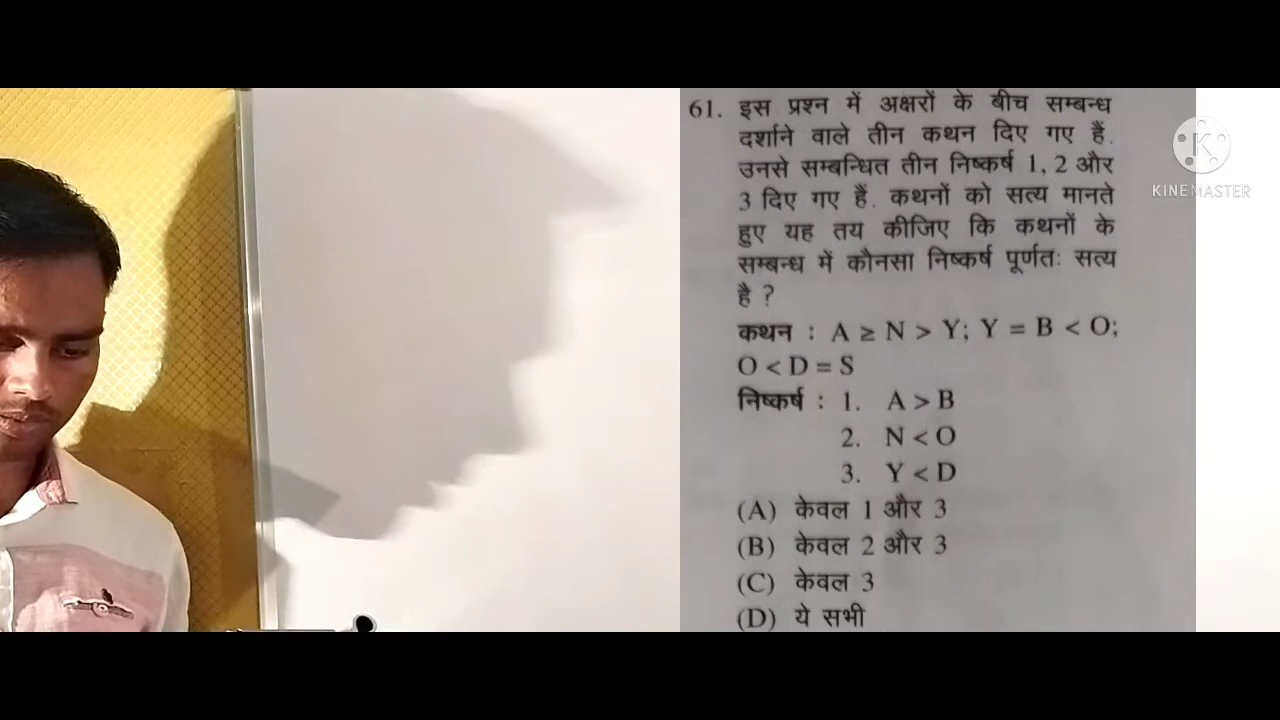 61. इस प्रश्न में अक्षरों के बीच सम्बन्ध
दर्शाने वाले तीन कथन दिए गए हैं.
उनसे सम्बन्धित तीन निष्कर्ष 1, 2 और
3 दिए गए हैं. कथनों को सत्य मानते
हुए यह तय कीजिए कि कथनों के
सम्बन्ध में कौनसा निष्कर्ष पूर्णतः सत्य
है ?
कथन : A ≥ N > Y; Y = B < O;
O < D = S
निष्कर्ष : 1. A > B
2. N < O
3. Y < D
(A) केवल 1 और 3
(B) केवल 2 और 3
(C) केवल 3
(D) ये सभी
K
KINEMASTER